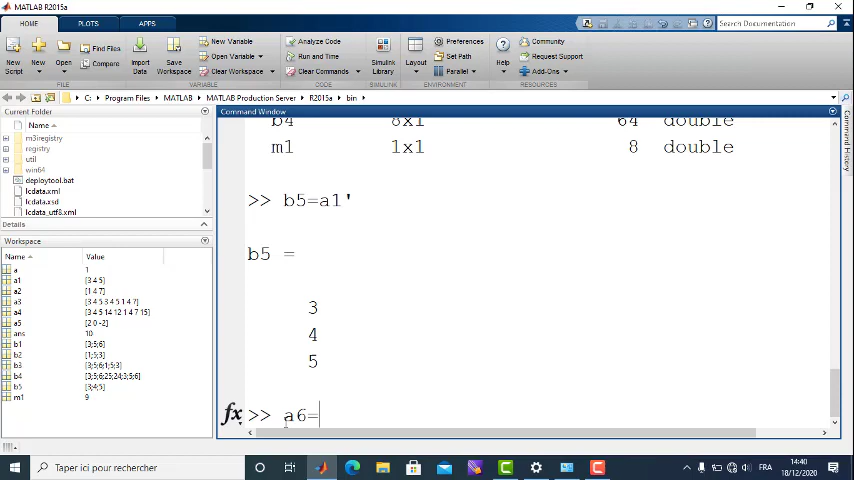 MATLAB R2015a
HOME PLOTS APPS
Search Documentation
New Script
New
Open
Find Files
Compare
Import Data
Save Workspace
New Variable
Open Variable
Clear Workspace
Analyze Code
Run and Time
Clear Commands
Simulink Library
Layout
Preferences
Set Path
Parallel
Help
Community
Request Support
Add-Ons
FILE VARIABLE CODE SIMULINK ENVIRONMENT RESOURCES
C: Program Files MATLAB MATLAB Production Server R2015a bin
Current Folder
Name
m3iregistry
registry
util
win64
deploytool.bat
lcdata.xml
lcdata.xsd
lcdata_utf8.xml
Details
Workspace
Name Value
a 1
a1 [3 4 5]
a2 [1 4 7]
a3 [3 4 5 3 4 5 1 4 7]
a4 [3 4 5 14 12 1 4 7 15]
a5 [2 0 -2]
ans 10
b1 [3;5;6]
b2 [1;5;3]
b3 [3;5;6;1;5;3]
b4 [3;5;6;25;24;3;5;6]
b5 [3;4;5]
m1 9
Command Window
b4 8x1 64 double
m1 1x1 8 double
>> b5=a1'
b5 =
3
4
5
fx >> a6=
Command History
Taper ici pour rechercher
FRA
14:40
18/12/2020